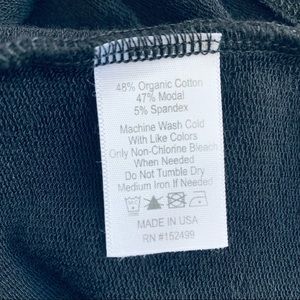 48% Organic Cotton
47% Modal
5% Spandex
Machine Wash Cold
With Like Colors
Only Non-Chlorine Bleach
When Needed
Do Not Tumble Dry
Medium Iron If Needed
MADE IN USA
RN #152499